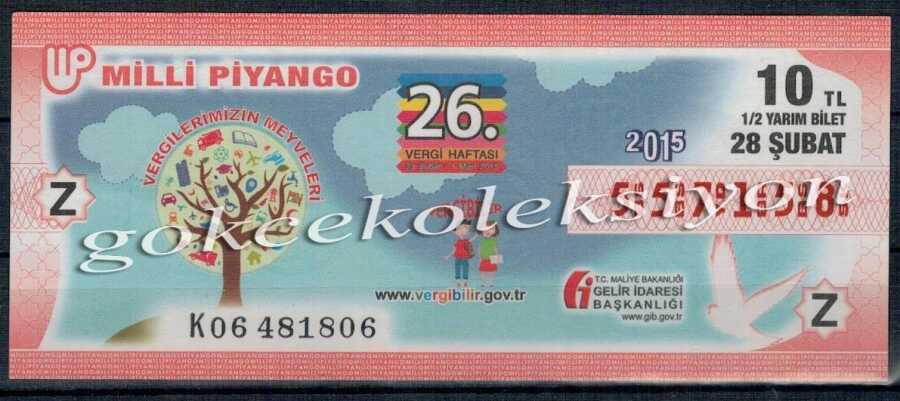 MİLLİ PİYANGO
VERGİLERİMİZİN MEYVELERİ
26.
VERGİ HAFTASI
10 TL
1/2 YARIM BİLET
28 ŞUBAT
2015
Z
gokcekoleksiyon
www.vergibilir.gov.tr
T.C. MALİYE BAKANLIĞI
GELİR İDARESİ
BAŞKANLIĞI
www.gib.gov.tr
K06 481806
Z